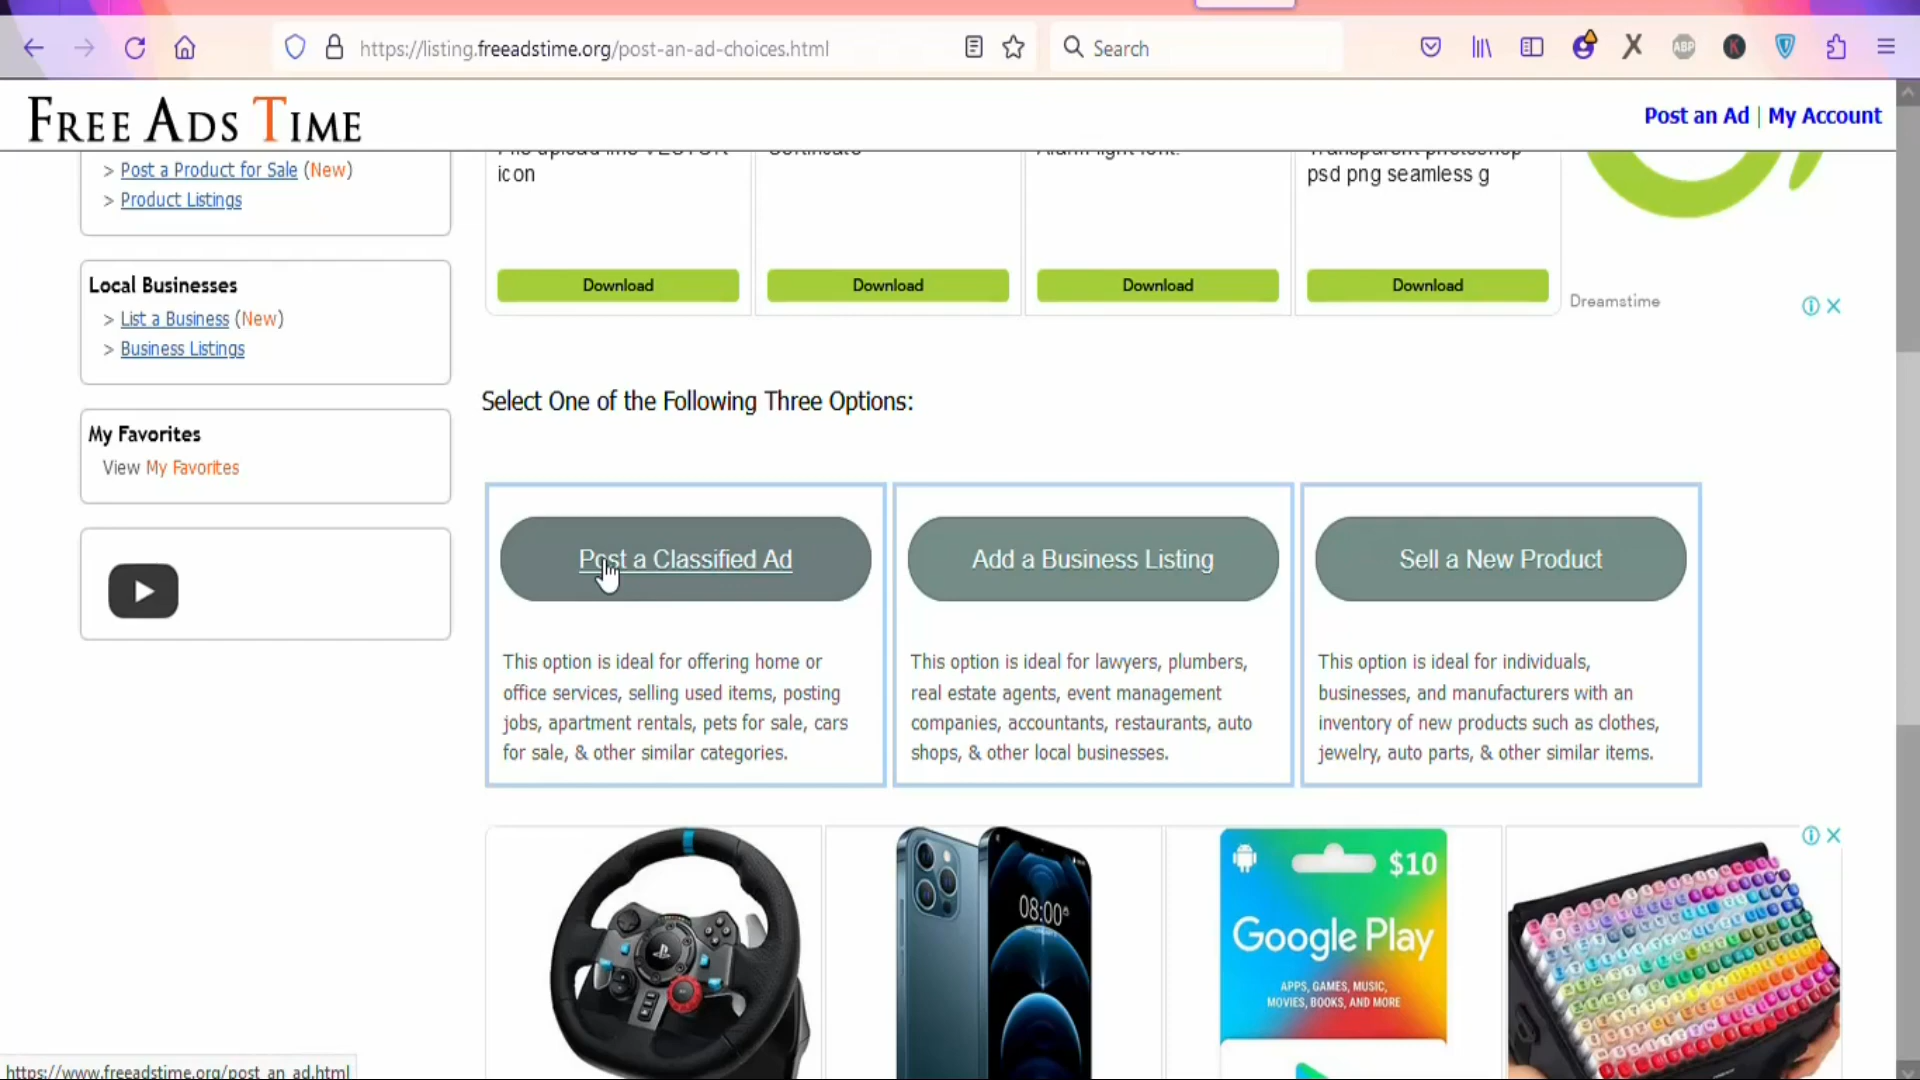 https://listing.freeadstime.org/post-an-ad-choices.html
Search
ABP
K
FREE ADS TIME
Post an Ad | My Account
> Post a Product for Sale (New)
> Product Listings
Local Businesses
> List a Business (New)
> Business Listings
My Favorites
View My Favorites
icon
psd png seamless g
Download
Download
Download
Download
Dreamstime
Select One of the Following Three Options:
Post a Classified Ad
This option is ideal for offering home or
office services, selling used items, posting
jobs, apartment rentals, pets for sale, cars
for sale, & other similar categories.
Add a Business Listing
This option is ideal for lawyers, plumbers,
real estate agents, event management
companies, accountants, restaurants, auto
shops, & other local businesses.
Sell a New Product
This option is ideal for individuals,
businesses, and manufacturers with an
inventory of new products such as clothes,
jewelry, auto parts, & other similar items.
08:00
$10
Google Play
APPS, GAMES, MUSIC,
MOVIES, BOOKS, AND MORE
https://www.freeadstime.org/post_an_ad.html